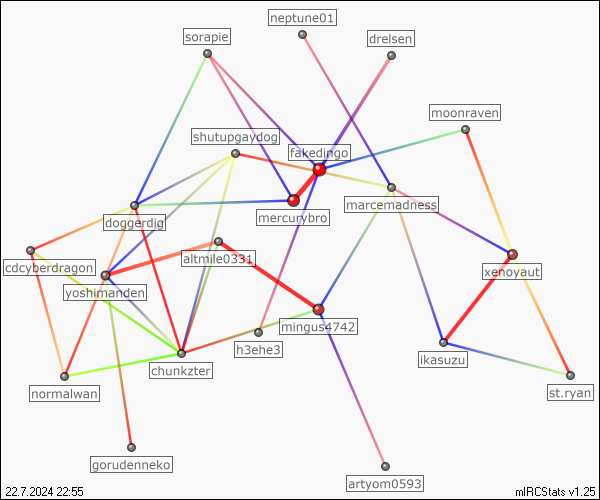 neptune01
sorapie
drelsen
moonraven
shutupgaydog
fakedingo
marcemadness
mercurybro
doggerdig
altmile0331
cdcyberdragon
xenoyaut
yoshimanden
mingus4742
h3ehe3
ikasuzu
chunkzter
normalwan
st.ryan
gorudenneko
artyom0593
22.7.2024 22:55
mIRCStats v1.25